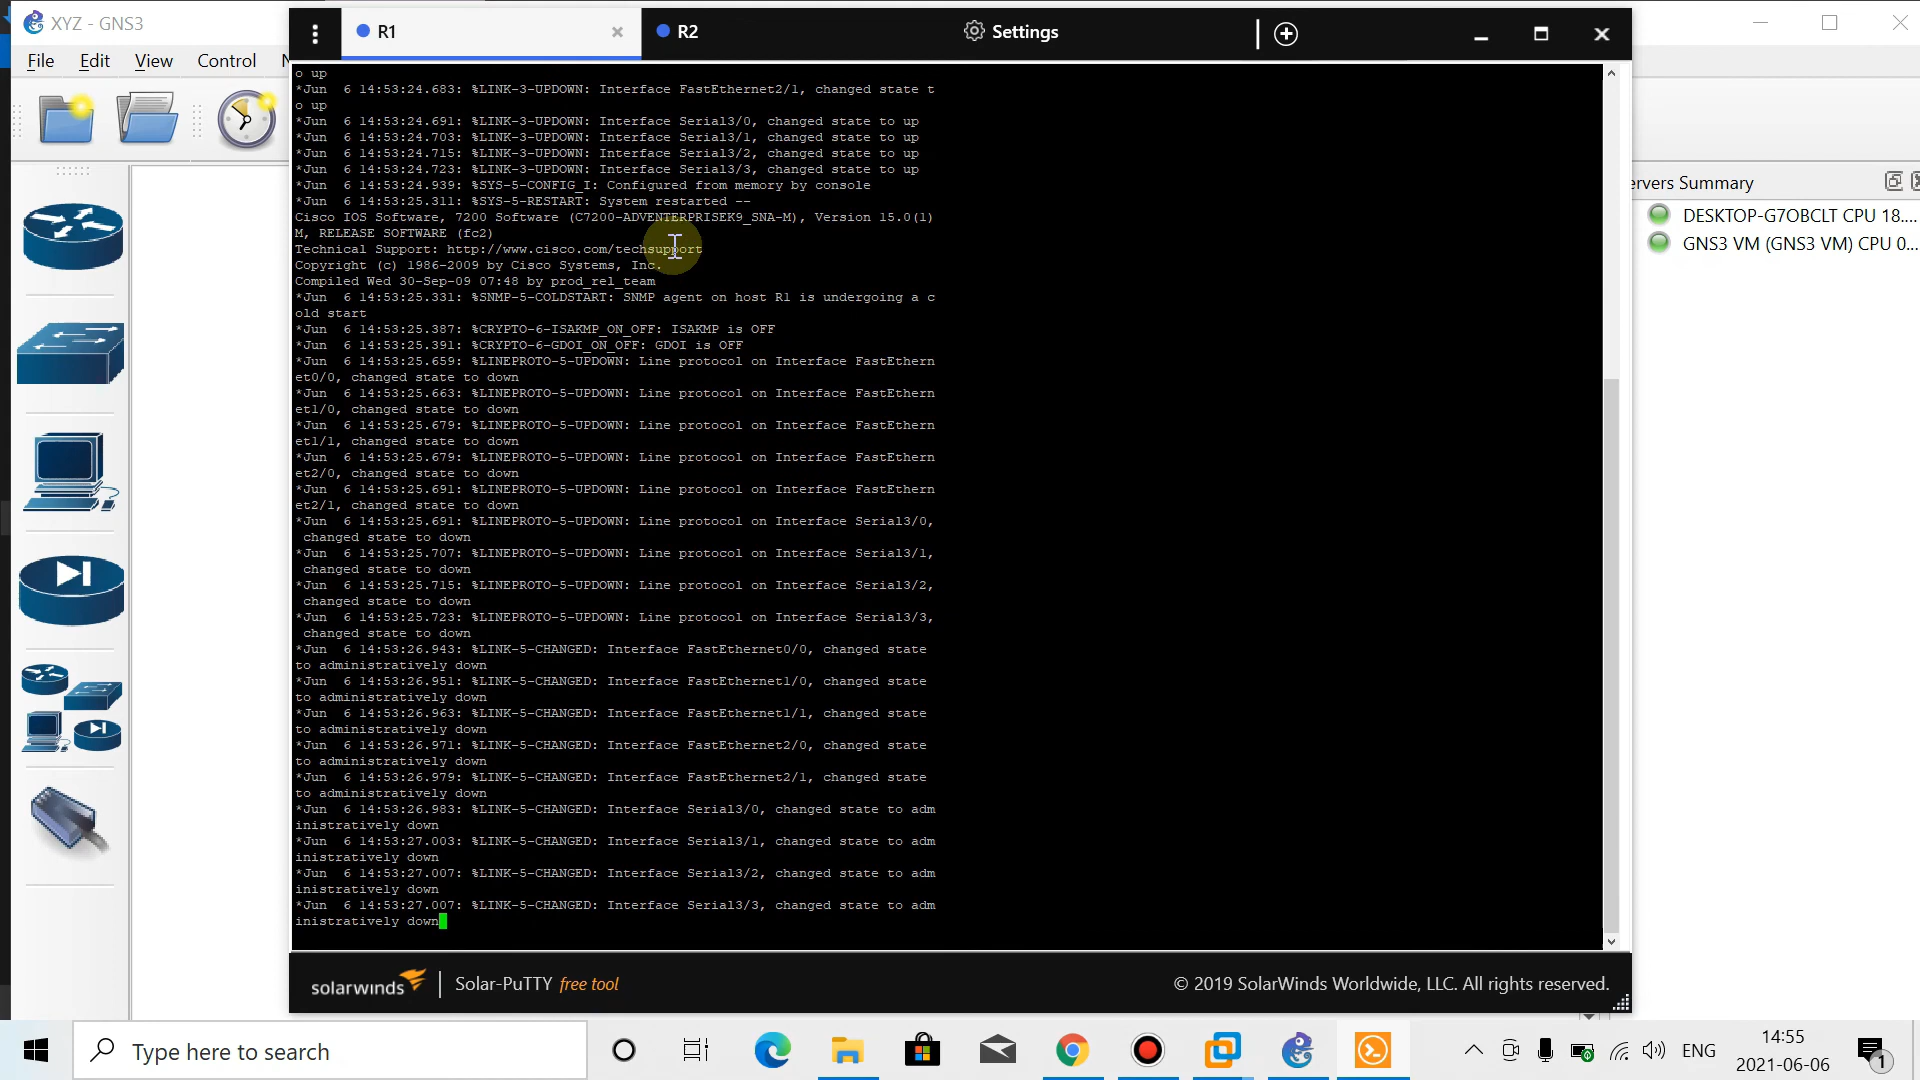 XYZ - GNS3
File Edit View Control N
R1
R2
Settings
o up
*Jun  6 14:53:24.683: %LINK-3-UPDOWN: Interface FastEthernet2/1, changed state t
o up
*Jun  6 14:53:24.691: %LINK-3-UPDOWN: Interface Serial3/0, changed state to up
*Jun  6 14:53:24.703: %LINK-3-UPDOWN: Interface Serial3/1, changed state to up
*Jun  6 14:53:24.715: %LINK-3-UPDOWN: Interface Serial3/2, changed state to up
*Jun  6 14:53:24.723: %LINK-3-UPDOWN: Interface Serial3/3, changed state to up
*Jun  6 14:53:24.939: %SYS-5-CONFIG_I: Configured from memory by console
*Jun  6 14:53:25.311: %SYS-5-RESTART: System restarted --
Cisco IOS Software, 7200 Software (C7200-ADVENTERPRISEK9_SNA-M), Version 15.0(1)
M, RELEASE SOFTWARE (fc2)
Technical Support: http://www.cisco.com/techsupport
Copyright (c) 1986-2009 by Cisco Systems, Inc.
Compiled Wed 30-Sep-09 07:48 by prod_rel_team
*Jun  6 14:53:25.331: %SNMP-5-COLDSTART: SNMP agent on host R1 is undergoing a c
old start
*Jun  6 14:53:25.387: %CRYPTO-6-ISAKMP_ON_OFF: ISAKMP is OFF
*Jun  6 14:53:25.391: %CRYPTO-6-GDOI_ON_OFF: GDOI is OFF
*Jun  6 14:53:25.659: %LINEPROTO-5-UPDOWN: Line protocol on Interface FastEthern
et0/0, changed state to down
*Jun  6 14:53:25.663: %LINEPROTO-5-UPDOWN: Line protocol on Interface FastEthern
et1/0, changed state to down
*Jun  6 14:53:25.679: %LINEPROTO-5-UPDOWN: Line protocol on Interface FastEthern
et1/1, changed state to down
*Jun  6 14:53:25.679: %LINEPROTO-5-UPDOWN: Line protocol on Interface FastEthern
et2/0, changed state to down
*Jun  6 14:53:25.691: %LINEPROTO-5-UPDOWN: Line protocol on Interface FastEthern
et2/1, changed state to down
*Jun  6 14:53:25.691: %LINEPROTO-5-UPDOWN: Line protocol on Interface Serial3/0,
changed state to down
*Jun  6 14:53:25.707: %LINEPROTO-5-UPDOWN: Line protocol on Interface Serial3/1,
changed state to down
*Jun  6 14:53:25.715: %LINEPROTO-5-UPDOWN: Line protocol on Interface Serial3/2,
changed state to down
*Jun  6 14:53:25.723: %LINEPROTO-5-UPDOWN: Line protocol on Interface Serial3/3,
changed state to down
*Jun  6 14:53:26.943: %LINK-5-CHANGED: Interface FastEthernet0/0, changed state
to administratively down
*Jun  6 14:53:26.951: %LINK-5-CHANGED: Interface FastEthernet1/0, changed state
to administratively down
*Jun  6 14:53:26.963: %LINK-5-CHANGED: Interface FastEthernet1/1, changed state
to administratively down
*Jun  6 14:53:26.971: %LINK-5-CHANGED: Interface FastEthernet2/0, changed state
to administratively down
*Jun  6 14:53:26.979: %LINK-5-CHANGED: Interface FastEthernet2/1, changed state
to administratively down
*Jun  6 14:53:26.983: %LINK-5-CHANGED: Interface Serial3/0, changed state to adm
inistratively down
*Jun  6 14:53:27.003: %LINK-5-CHANGED: Interface Serial3/1, changed state to adm
inistratively down
*Jun  6 14:53:27.007: %LINK-5-CHANGED: Interface Serial3/2, changed state to adm
inistratively down
*Jun  6 14:53:27.007: %LINK-5-CHANGED: Interface Serial3/3, changed state to adm
inistratively down
solarwinds
Solar-PuTTY free tool
© 2019 SolarWinds Worldwide, LLC. All rights reserved.
ervers Summary
DESKTOP-G7OBCLT CPU 18....
GNS3 VM (GNS3 VM) CPU 0...
Type here to search
ENG
14:55
2021-06-06
1